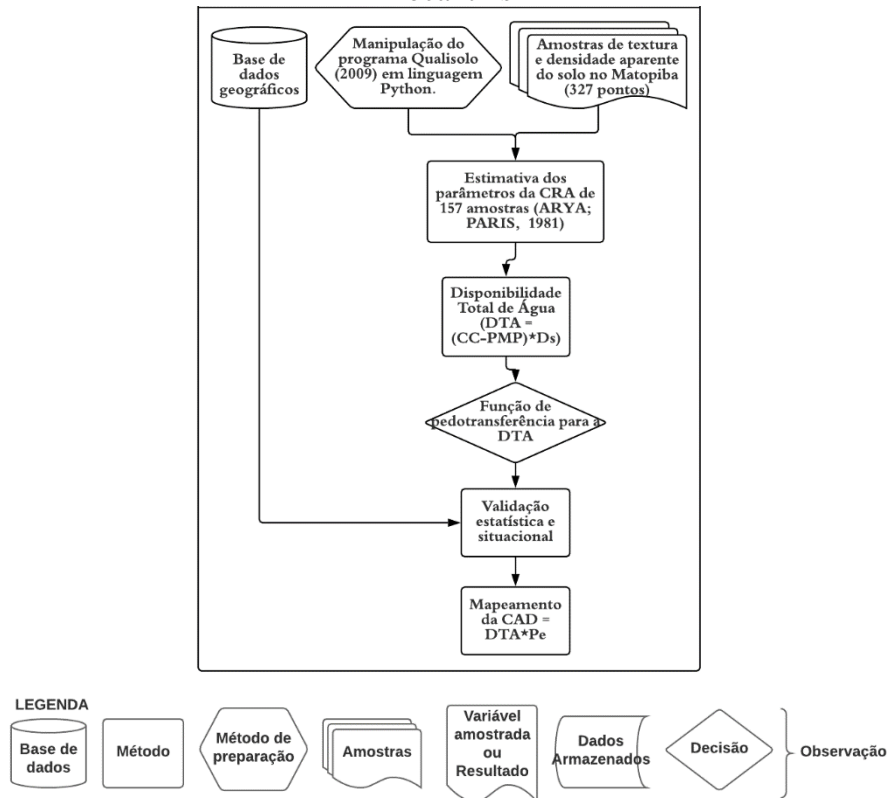 Base de
dados
geográficos
Manipulação do
programa Qualisolo
(2009) em linguagem
Python.
Amostras de textura
e densidade aparente
do solo no Matopiba
(327 pontos)
Estimativa dos
parâmetros da CRA de
157 amostras (ARYA;
PARIS, 1981)
Disponibilidade
Total de Água
(DTA =
(CC-PMP)*Ds)
Função de
pedotransferência para a
DTA
Validação
estatística e
situacional
Mapeamento
da CAD =
DTA*Pe
LEGENDA
Base de
dados
Método
Método de
preparação
Amostras
Variável
amostrada
ou
Resultado
Dados
Armazenados
Decisão
Observação